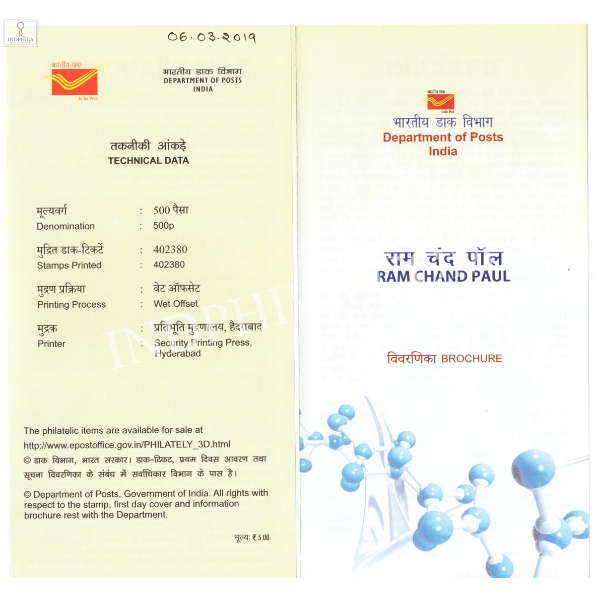 INDPHILA
06.03.2019
भारतीय डाक
India Post
भारतीय डाक विभाग
DEPARTMENT OF POSTS
INDIA
तकनीकी आंकड़े
TECHNICAL DATA
मूल्यवर्ग : 500 पैसा
Denomination : 500p
मुद्रित डाक-टिकटें : 402380
Stamps Printed : 402380
मुद्रण प्रक्रिया : वेट ऑफसेट
Printing Process : Wet Offset
मुद्रक : प्रतिभूति मुद्रणालय, हैदराबाद
Printer : Security Printing Press,
Hyderabad
The philatelic items are available for sale at
http://www.epostoffice.gov.in/PHILATELY_3D.html
© डाक विभाग, भारत सरकार। डाक-टिकट, प्रथम दिवस आवरण तथा
सूचना विवरणिका के संबंध में सर्वाधिकार विभाग के पास है।
© Department of Posts, Government of India. All rights with
respect to the stamp, first day cover and information
brochure rest with the Department.
मूल्य: ₹ 5.00
भारतीय डाक
India Post
भारतीय डाक विभाग
Department of Posts
India
राम चंद पॉल
RAM CHAND PAUL
विवरणिका BROCHURE
INDPHILA